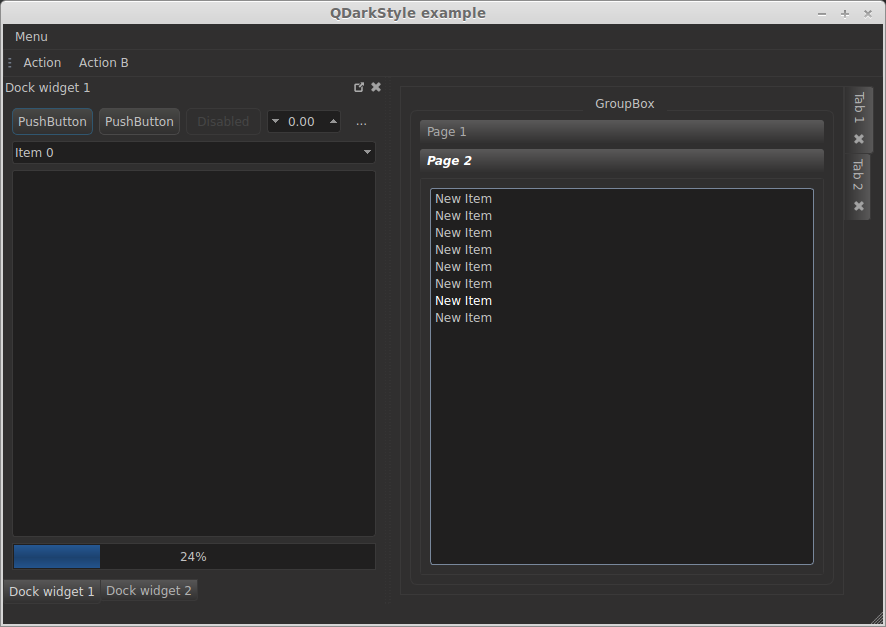 QDarkStyle example
Menu
Action Action B
Dock widget 1
PushButton PushButton Disabled 0.00 ...
Item 0
24%
Dock widget 1 Dock widget 2
GroupBox
Page 1
Page 2
New Item
New Item
New Item
New Item
New Item
New Item
New Item
New Item
Tab 1
Tab 2